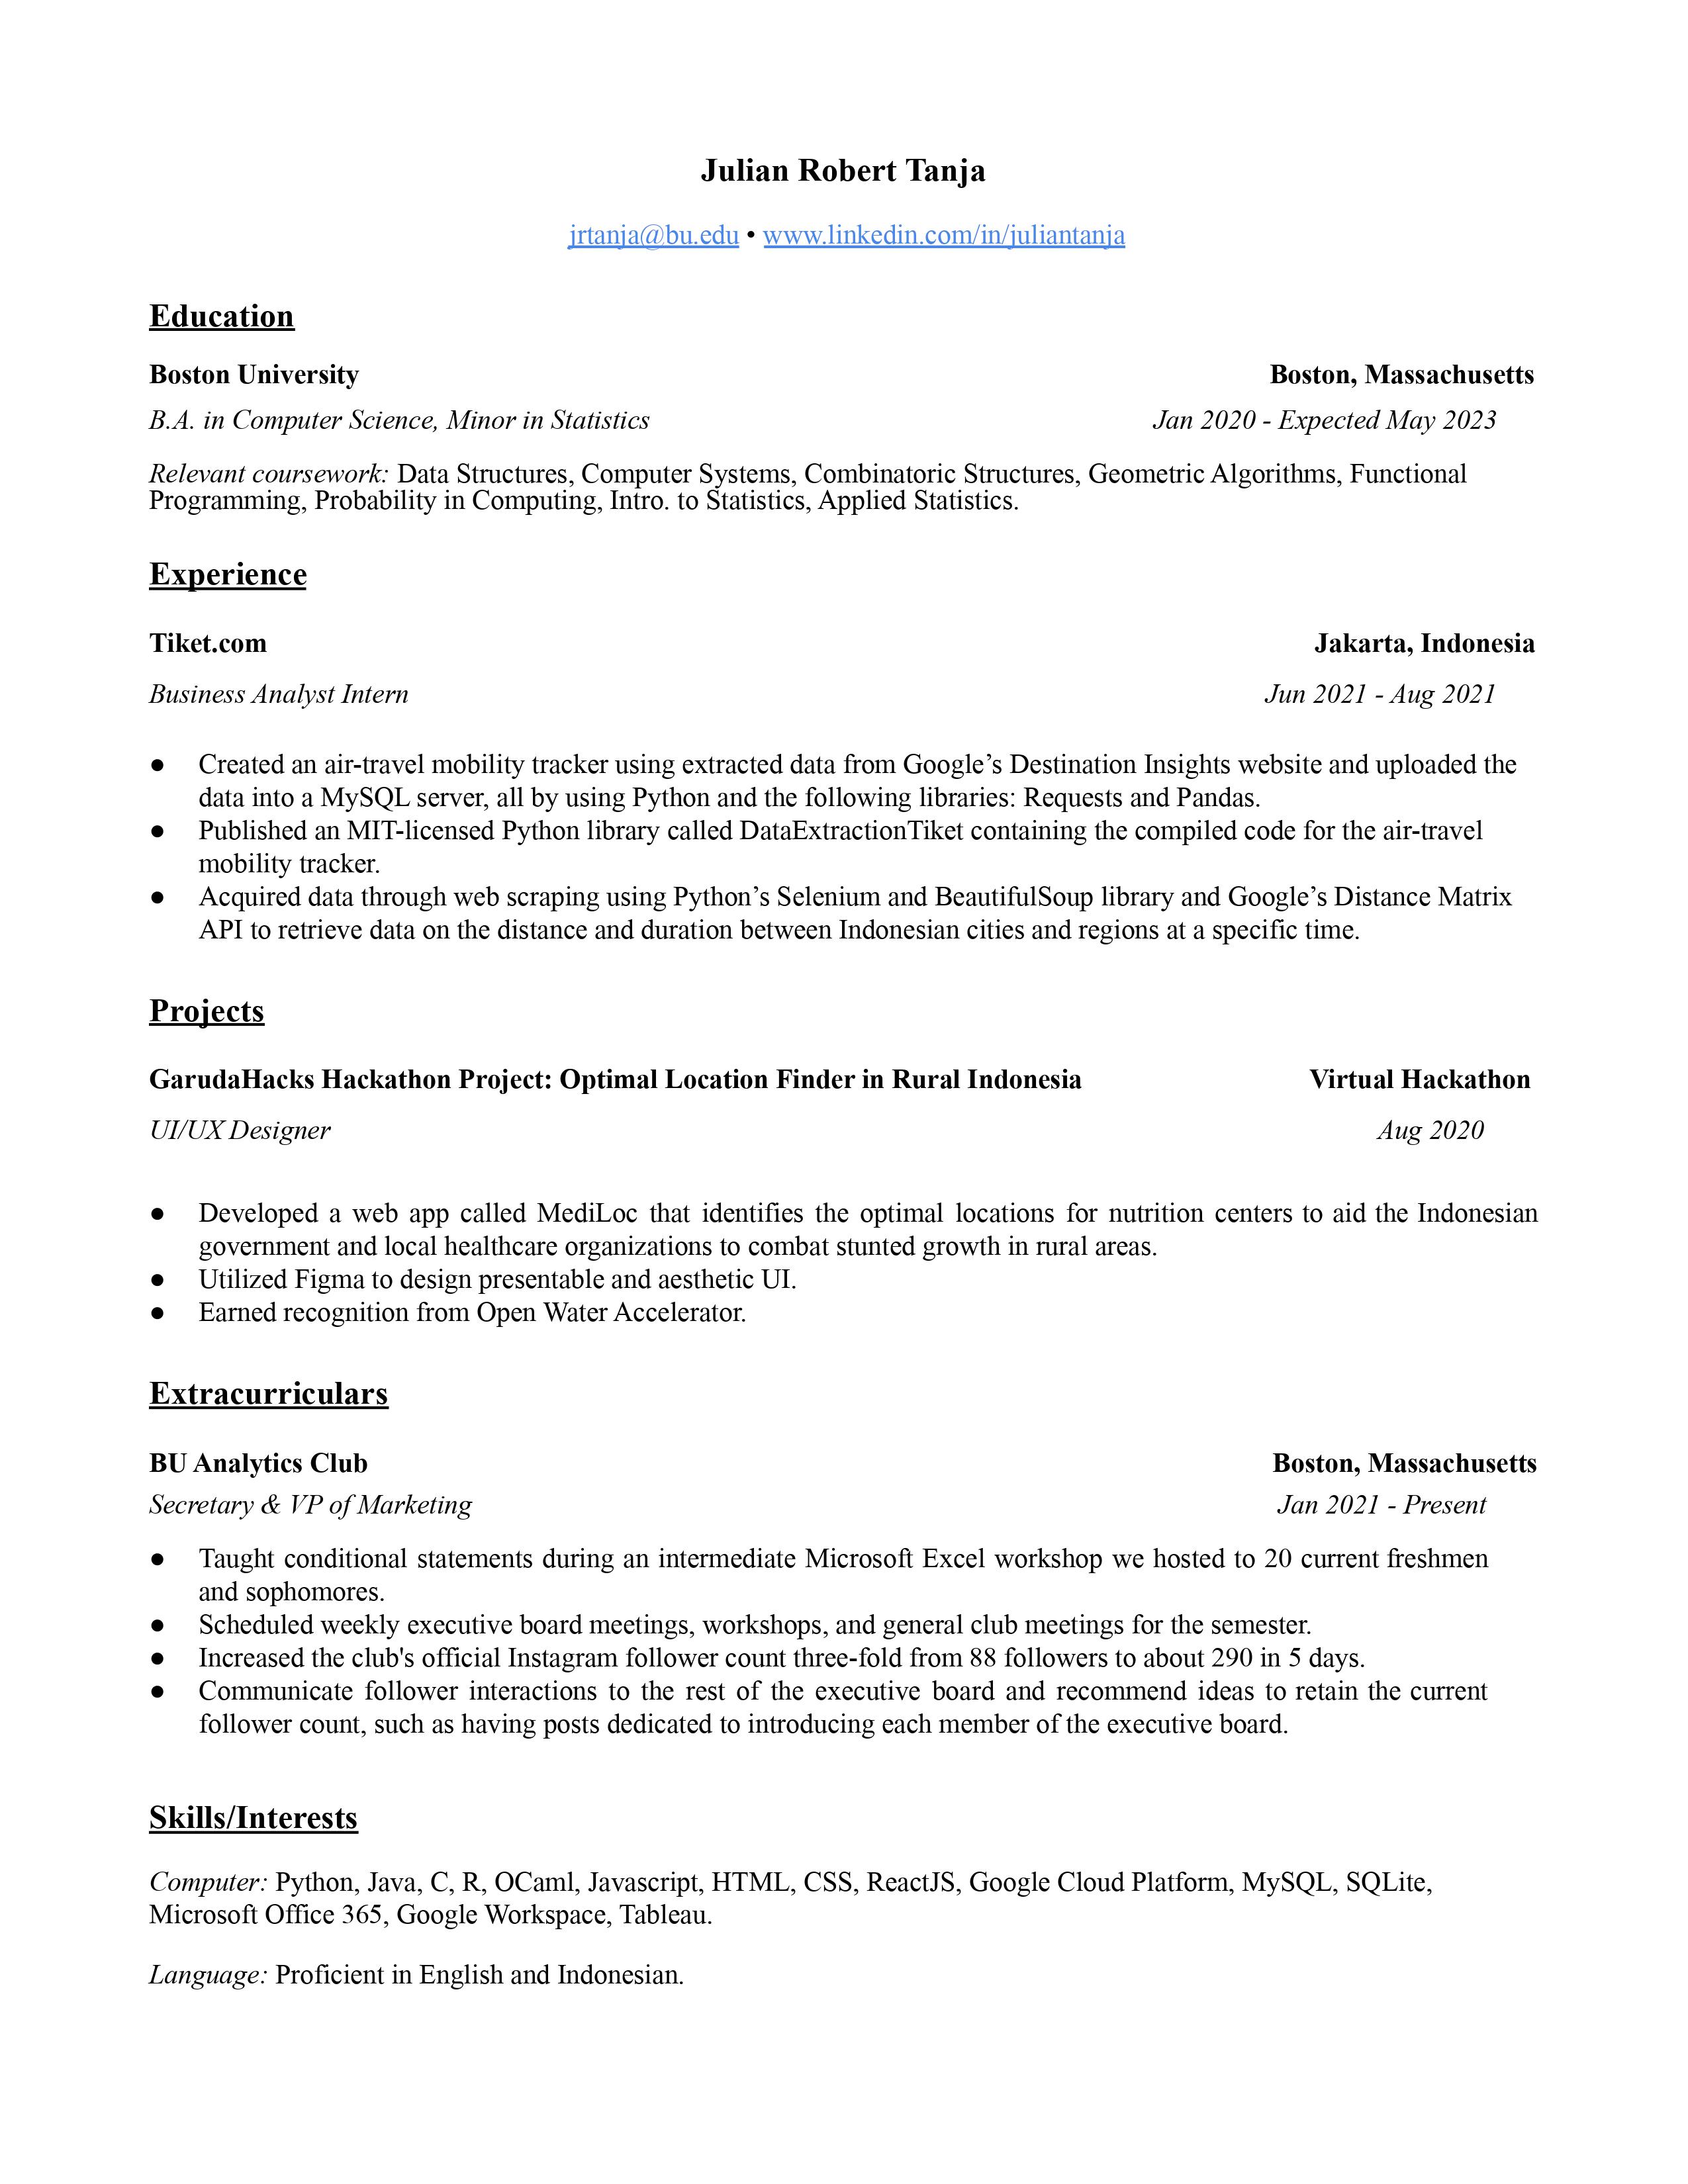 Julian Robert Tanja
jrtanja@bu.edu • www.linkedin.com/in/juliantanja
Education
Boston University Boston, Massachusetts
B.A. in Computer Science, Minor in Statistics Jan 2020 - Expected May 2023
Relevant coursework: Data Structures, Computer Systems, Combinatoric Structures, Geometric Algorithms, Functional
Programming, Probability in Computing, Intro. to Statistics, Applied Statistics.
Experience
Tiket.com Jakarta, Indonesia
Business Analyst Intern Jun 2021 - Aug 2021
● Created an air-travel mobility tracker using extracted data from Google’s Destination Insights website and uploaded the
data into a MySQL server, all by using Python and the following libraries: Requests and Pandas.
● Published an MIT-licensed Python library called DataExtractionTiket containing the compiled code for the air-travel
mobility tracker.
● Acquired data through web scraping using Python’s Selenium and BeautifulSoup library and Google’s Distance Matrix
API to retrieve data on the distance and duration between Indonesian cities and regions at a specific time.
Projects
GarudaHacks Hackathon Project: Optimal Location Finder in Rural Indonesia Virtual Hackathon
UI/UX Designer Aug 2020
● Developed a web app called MediLoc that identifies the optimal locations for nutrition centers to aid the Indonesian
government and local healthcare organizations to combat stunted growth in rural areas.
● Utilized Figma to design presentable and aesthetic UI.
● Earned recognition from Open Water Accelerator.
Extracurriculars
BU Analytics Club Boston, Massachusetts
Secretary & VP of Marketing Jan 2021 - Present
● Taught conditional statements during an intermediate Microsoft Excel workshop we hosted to 20 current freshmen
and sophomores.
● Scheduled weekly executive board meetings, workshops, and general club meetings for the semester.
● Increased the club's official Instagram follower count three-fold from 88 followers to about 290 in 5 days.
● Communicate follower interactions to the rest of the executive board and recommend ideas to retain the current
follower count, such as having posts dedicated to introducing each member of the executive board.
Skills/Interests
Computer: Python, Java, C, R, OCaml, Javascript, HTML, CSS, ReactJS, Google Cloud Platform, MySQL, SQLite,
Microsoft Office 365, Google Workspace, Tableau.
Language: Proficient in English and Indonesian.